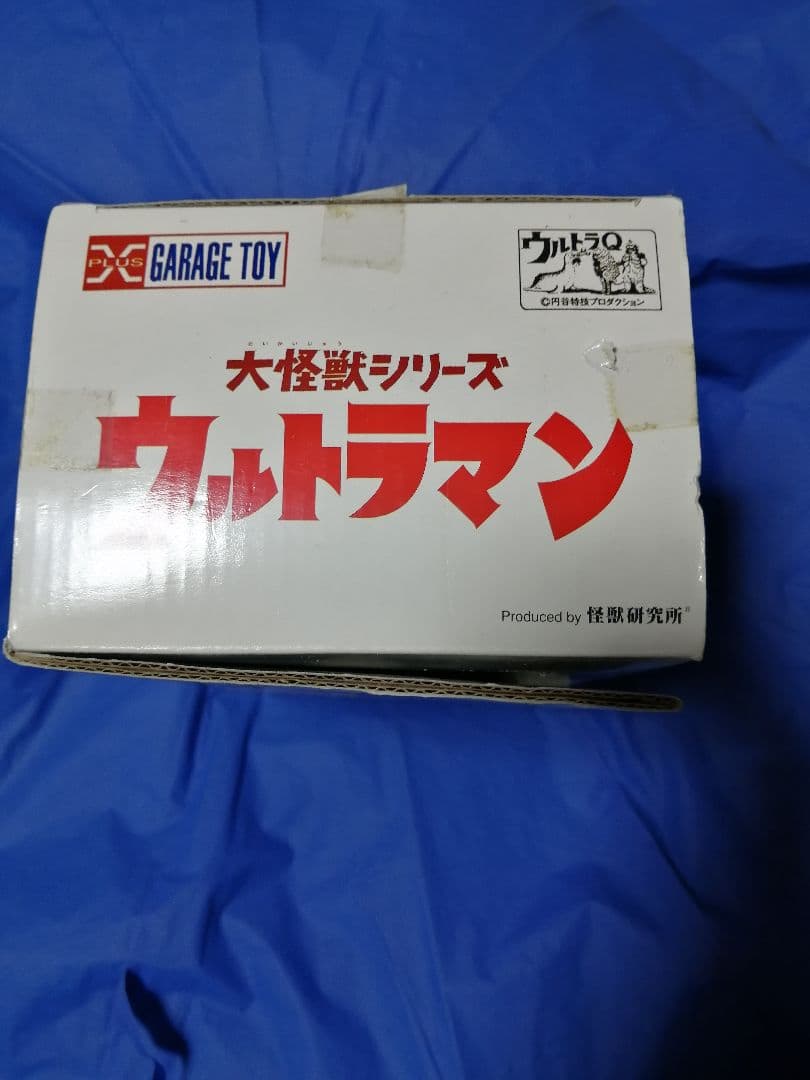 X PLUS GARAGE TOY
ウルトラQ
©円谷特技プロダクション
だいかいじゅう
大怪獣シリーズ
ウルトラマン
Produced by 怪獣研究所®